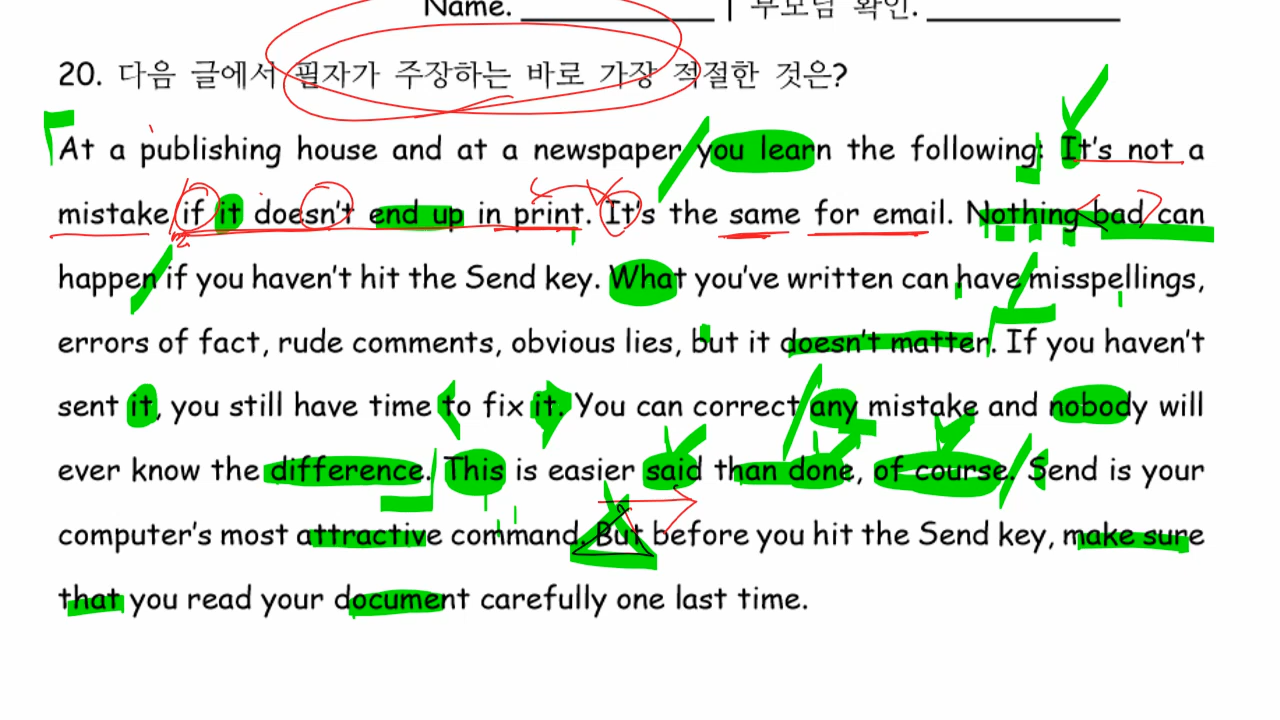 Name. ____________ | 부모님 확인. ____________
20. 다음 글에서 필자가 주장하는 바로 가장 적절한 것은?
At a publishing house and at a newspaper you learn the following: It's not a
mistake if it doesn't end up in print. It's the same for email. Nothing bad can
happen if you haven't hit the Send key. What you've written can have misspellings,
errors of fact, rude comments, obvious lies, but it doesn't matter. If you haven't
sent it, you still have time to fix it. You can correct any mistake and nobody will
ever know the difference. This is easier said than done, of course. Send is your
computer's most attractive command. But before you hit the Send key, make sure
that you read your document carefully one last time.